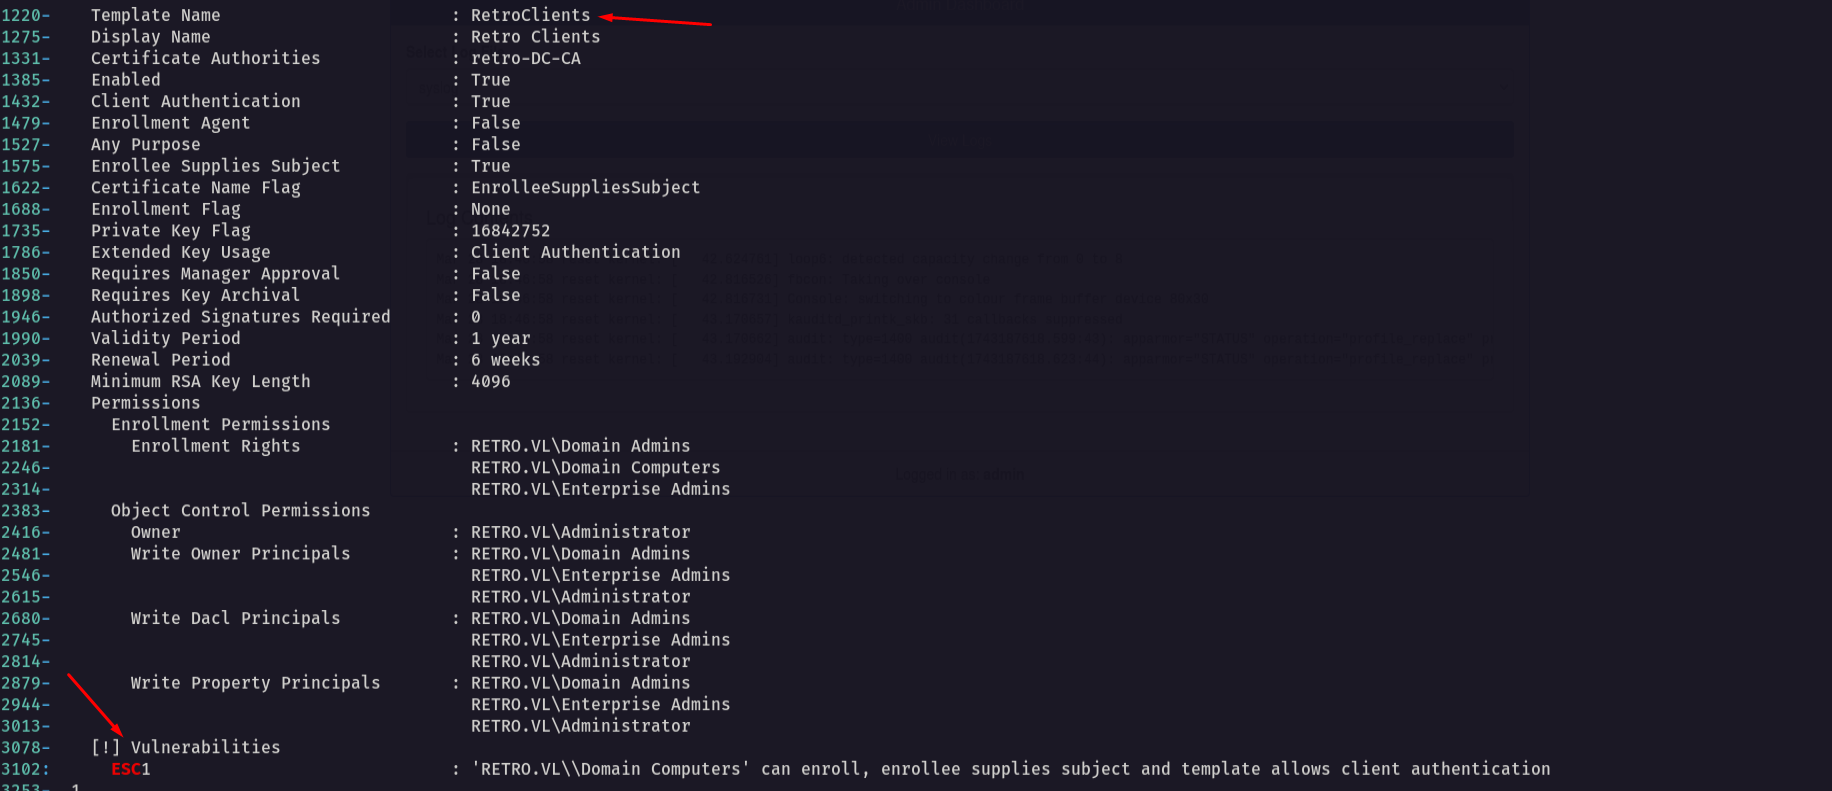 1220-    Template Name                       : RetroClients
1275-    Display Name                        : Retro Clients
1331-    Certificate Authorities             : retro-DC-CA
1385-    Enabled                             : True
1432-    Client Authentication               : True
1479-    Enrollment Agent                    : False
1527-    Any Purpose                         : False
1575-    Enrollee Supplies Subject           : True
1622-    Certificate Name Flag               : EnrolleeSuppliesSubject
1688-    Enrollment Flag                     : None
1735-    Private Key Flag                    : 16842752
1786-    Extended Key Usage                  : Client Authentication
1850-    Requires Manager Approval           : False
1898-    Requires Key Archival               : False
1946-    Authorized Signatures Required      : 0
1990-    Validity Period                     : 1 year
2039-    Renewal Period                      : 6 weeks
2089-    Minimum RSA Key Length              : 4096
2136-    Permissions
2152-      Enrollment Permissions
2181-        Enrollment Rights               : RETRO.VL\Domain Admins
2246-                                          RETRO.VL\Domain Computers
2314-                                          RETRO.VL\Enterprise Admins
2383-      Object Control Permissions
2416-        Owner                           : RETRO.VL\Administrator
2481-        Write Owner Principals          : RETRO.VL\Domain Admins
2546-                                          RETRO.VL\Enterprise Admins
2615-                                          RETRO.VL\Administrator
2680-        Write Dacl Principals           : RETRO.VL\Domain Admins
2745-                                          RETRO.VL\Enterprise Admins
2814-                                          RETRO.VL\Administrator
2879-        Write Property Principals       : RETRO.VL\Domain Admins
2944-                                          RETRO.VL\Enterprise Admins
3013-                                          RETRO.VL\Administrator
3078-    [!] Vulnerabilities
3102:      ESC1                              : 'RETRO.VL\\Domain Computers' can enroll, enrollee supplies subject and template allows client authentication
3253-  1